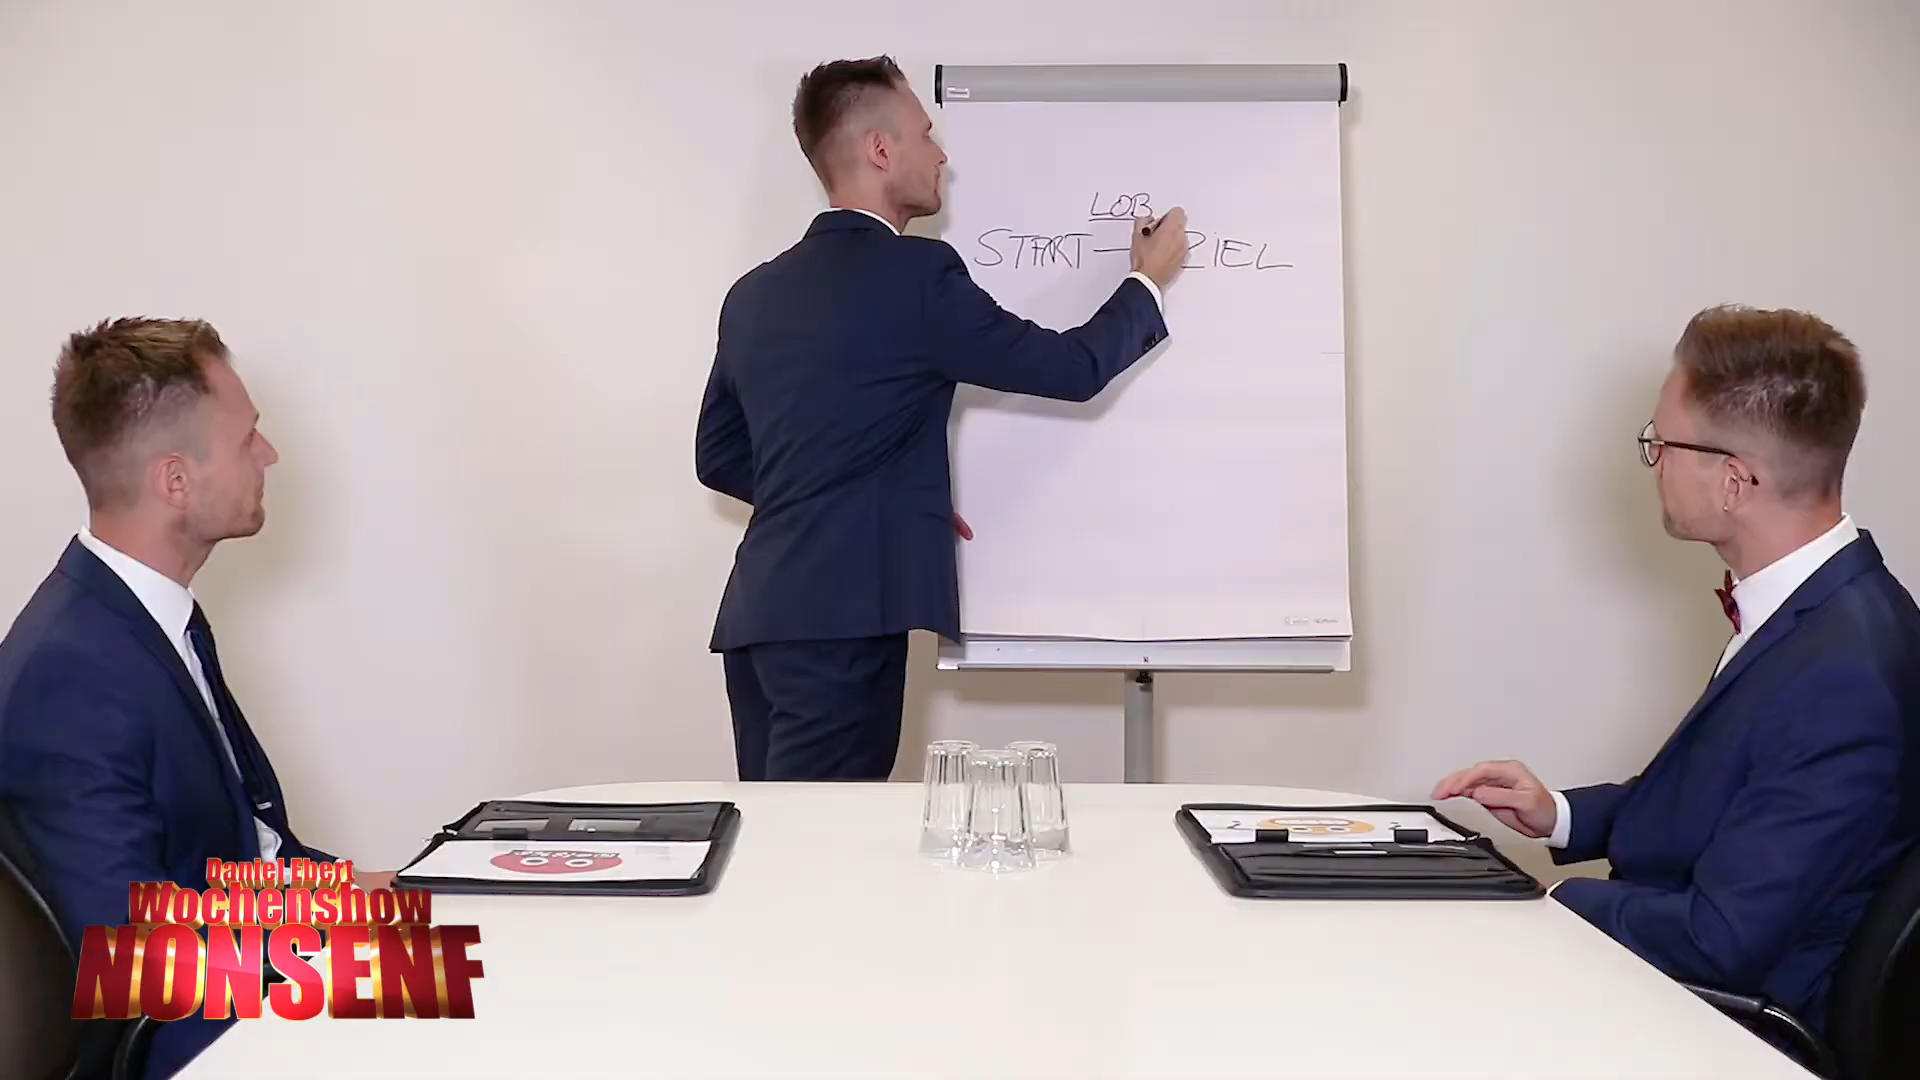 LOB
START — ZIEL
Daniel Ebert
Wochenshow
NONSENF